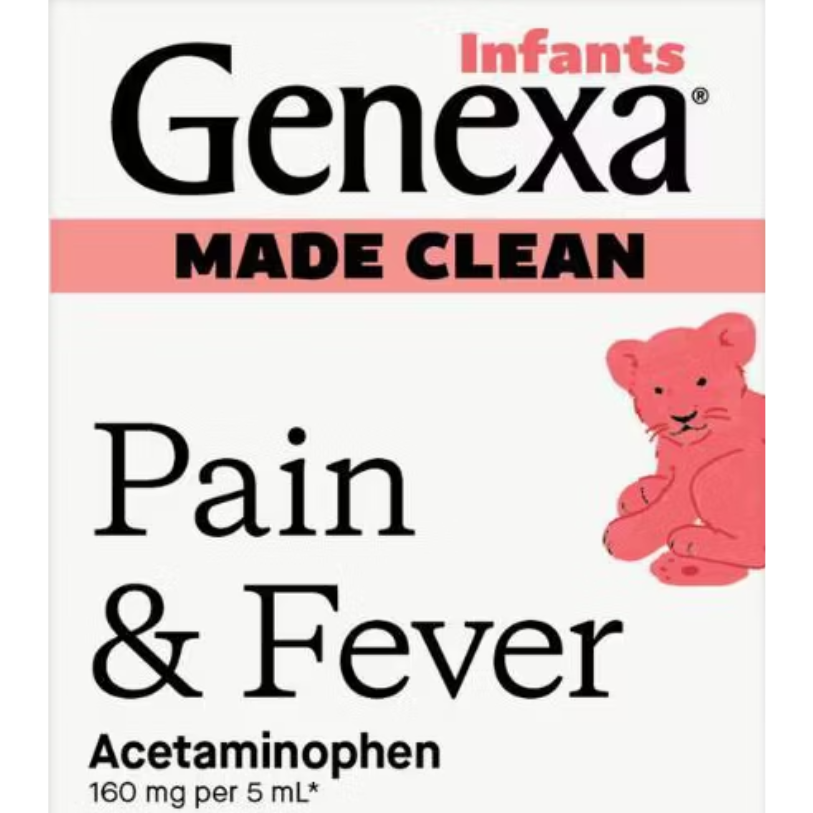 Infants
Genexa®
MADE CLEAN
Pain
& Fever
Acetaminophen
160 mg per 5 mL*